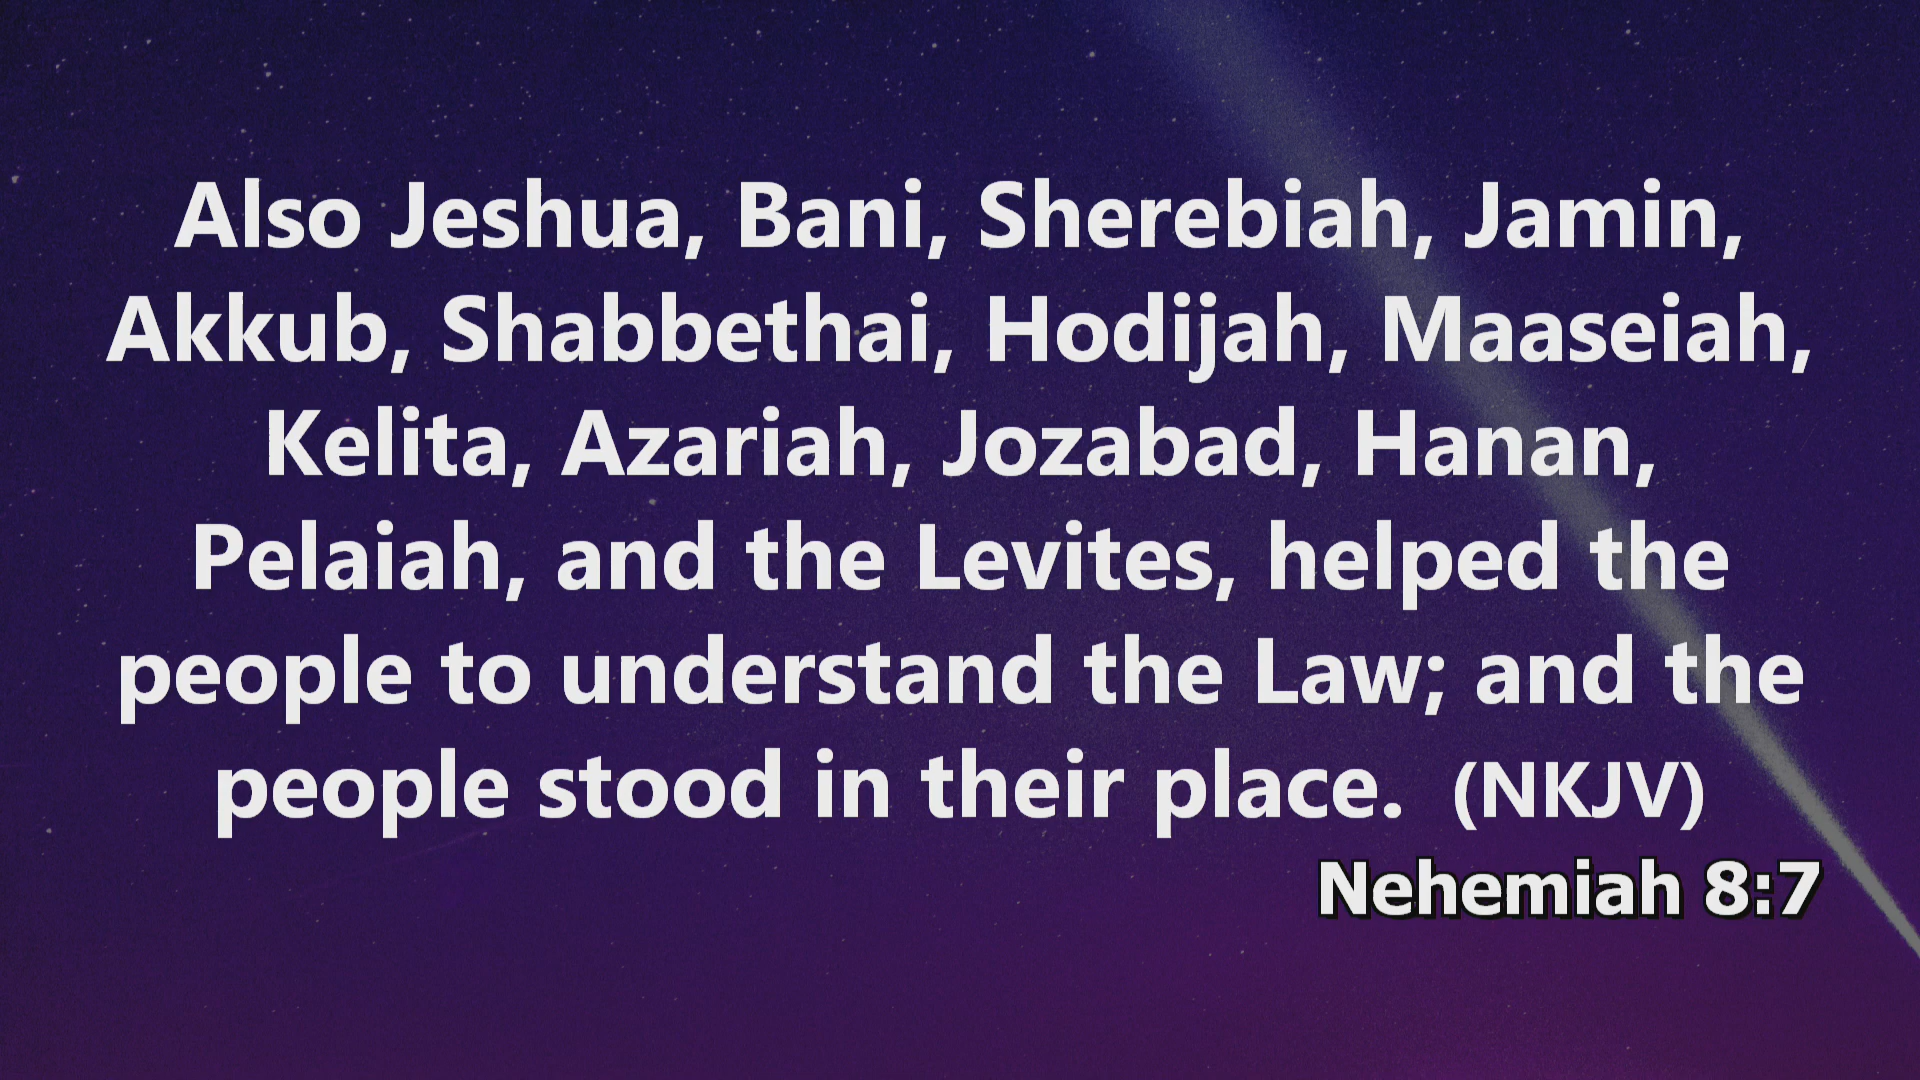 Also Jeshua, Bani, Sherebiah, Jamin,
Akkub, Shabbethai, Hodijah, Maaseiah,
Kelita, Azariah, Jozabad, Hanan,
Pelaiah, and the Levites, helped the
people to understand the Law; and the
people stood in their place. (NKJV)
Nehemiah 8:7